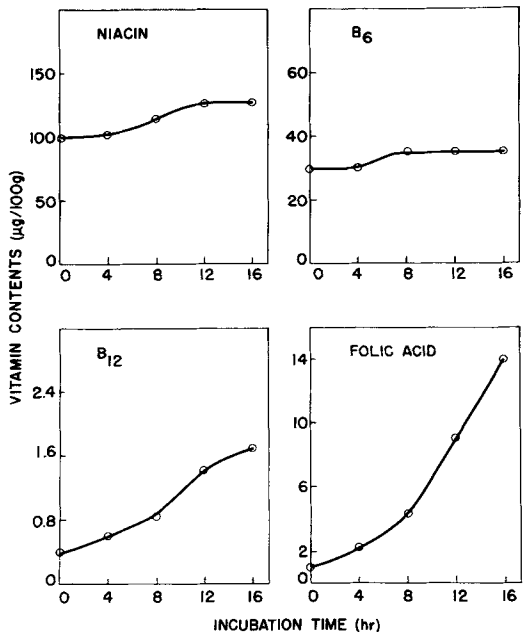 NIACIN
150
100
50
0
0 4 8 12 16
B6
60
40
20
0
0 4 8 12 16
B12
2.4
1.6
0.8
0
0 4 8 12 16
FOLIC ACID
14
10
6
2
0
0 4 8 12 16
VITAMIN CONTENTS (µg/100g)
INCUBATION TIME (hr)